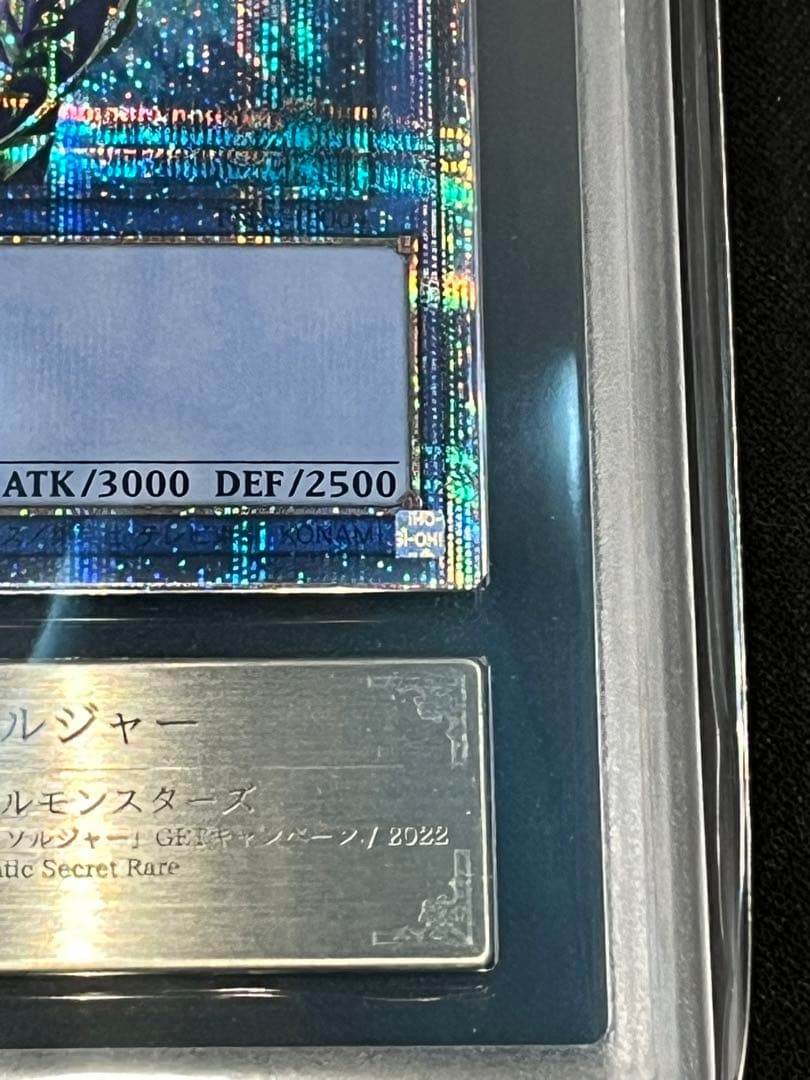 ATK/3000 DEF/2500
KONAMI
ルジャー
ルモンスターズ
ソルジャー」GETキャンペーン / 2022
tic Secret Rare